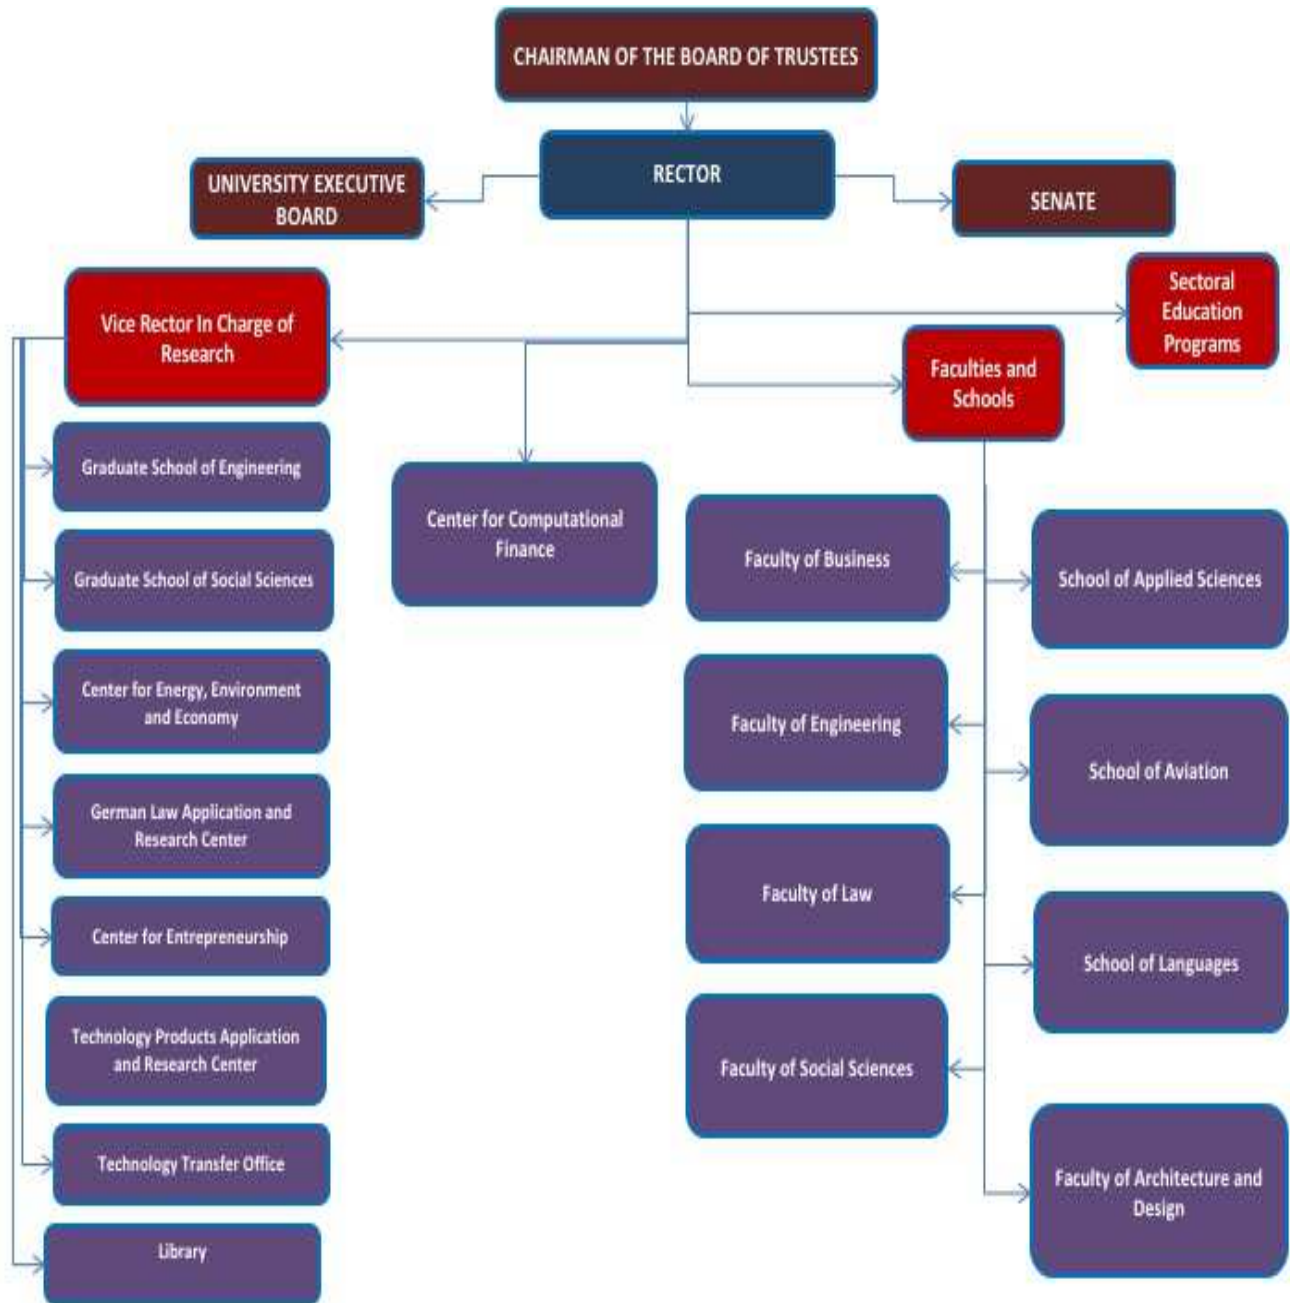 CHAIRMAN OF THE BOARD OF TRUSTEES
RECTOR
UNIVERSITY EXECUTIVE
BOARD
SENATE
Sectoral
Education
Programs
Vice Rector In Charge of
Research
Faculties and
Schools
Graduate School of Engineering
Graduate School of Social Sciences
Center for Energy, Environment
and Economy
German Law Application and
Research Center
Center for Entrepreneurship
Technology Products Application
and Research Center
Technology Transfer Office
Library
Center for Computational
Finance
Faculty of Business
Faculty of Engineering
Faculty of Law
Faculty of Social Sciences
School of Applied Sciences
School of Aviation
School of Languages
Faculty of Architecture and
Design